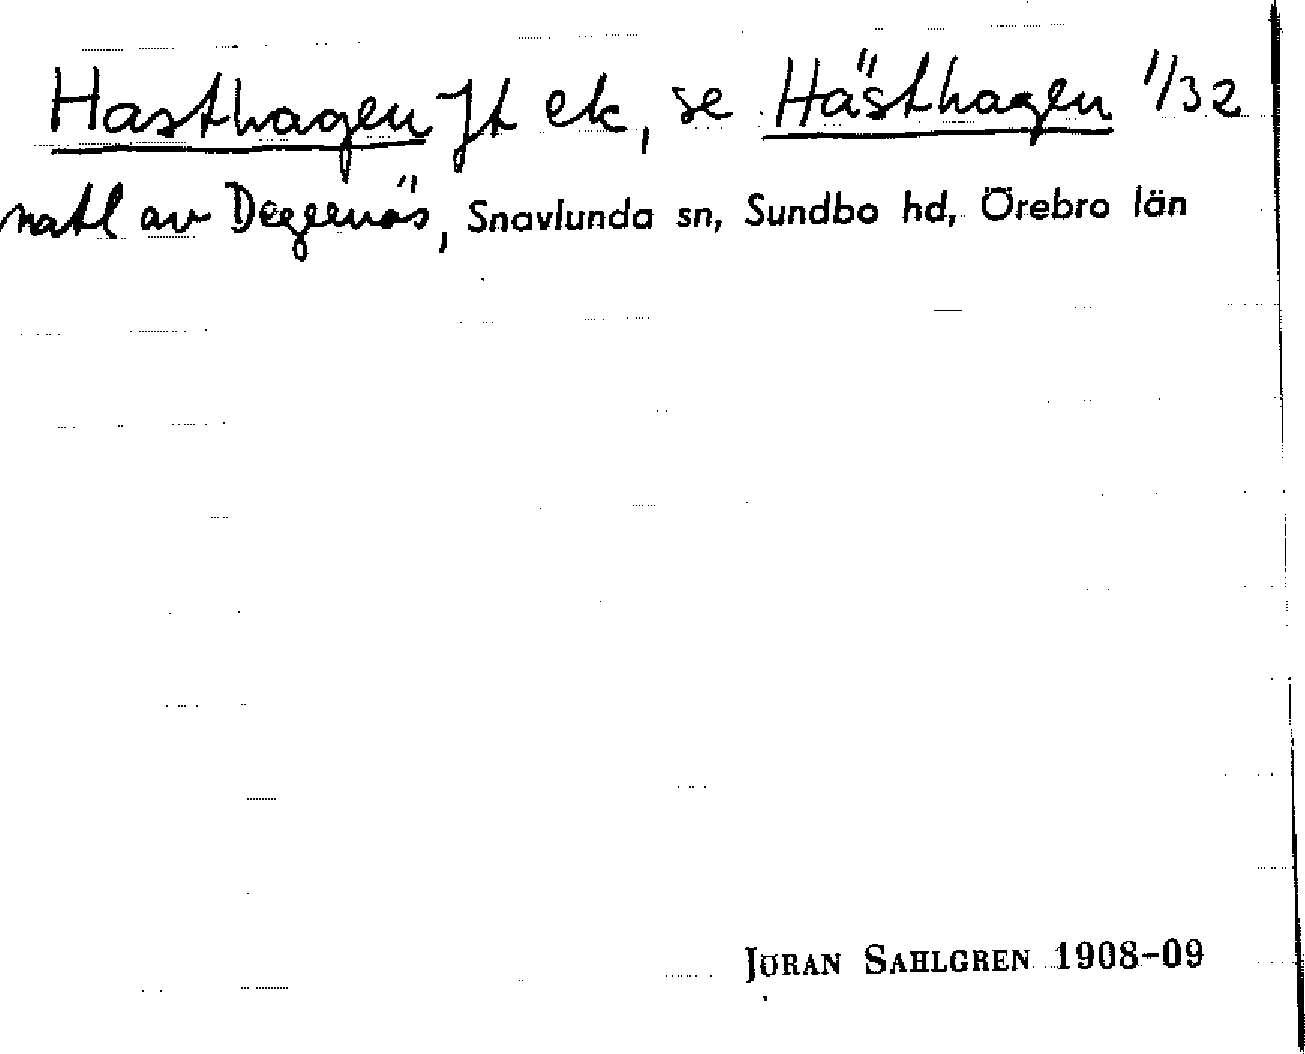 Hasthagen Jt ek, se Hästhagen 1/32
natl av Degernäs, Snavlunda sn, Sundbo hd, Örebro län
JÖRAN SAHLGREN 1908-09